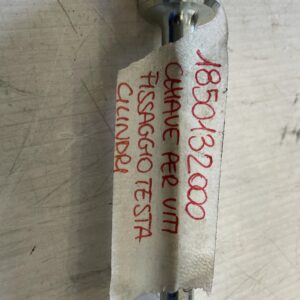 1850132000
CHIAVE PER VITI
FISSAGGIO TESTA
CILINDRI